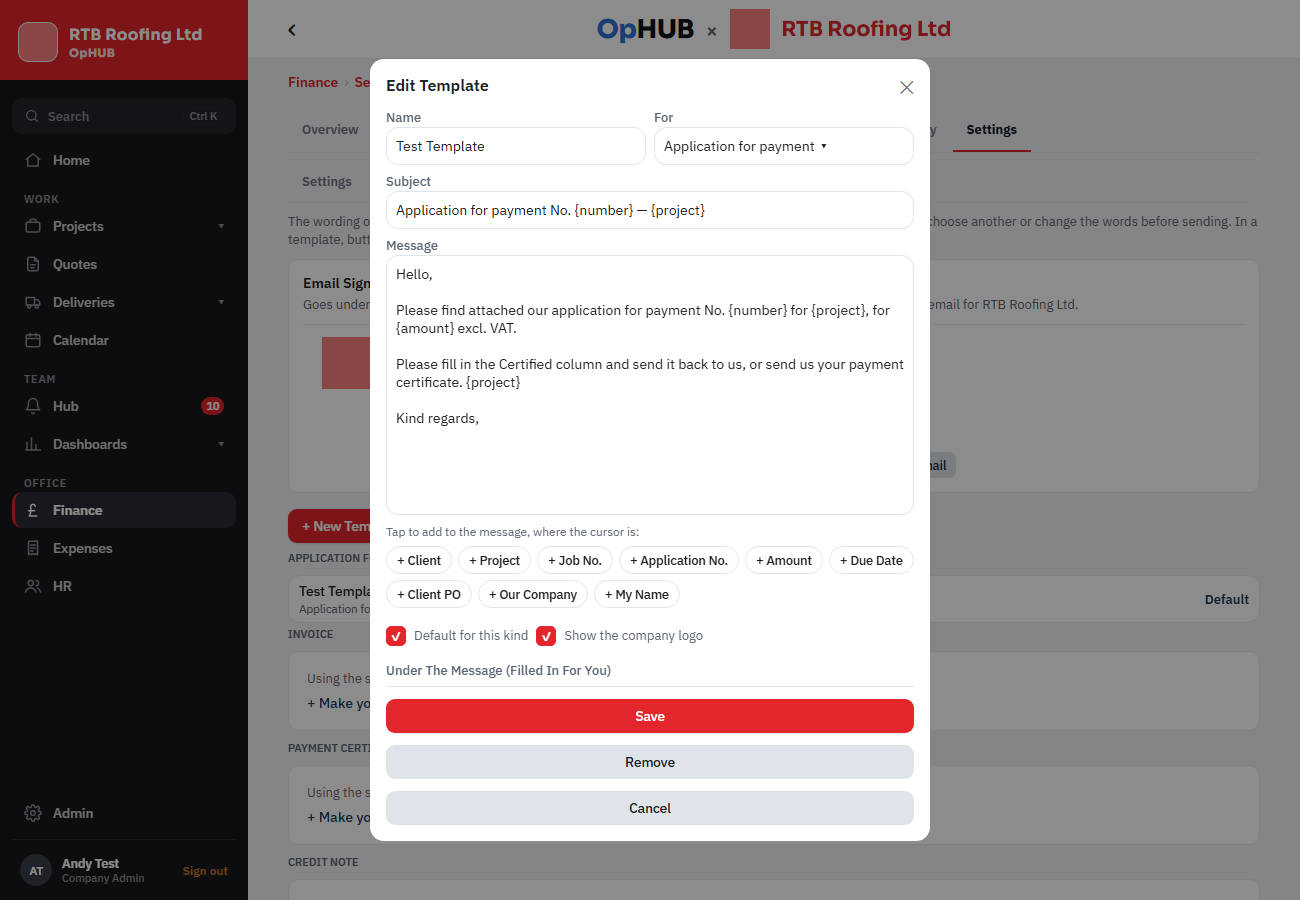 RTB Roofing Ltd
OpHUB
Search Ctrl K
Home
WORK
Projects
Quotes
Deliveries
Calendar
TEAM
Hub 10
Dashboards
OFFICE
£ Finance
Expenses
HR
Admin
AT Andy Test
Company Admin
Sign out
OpHUB × RTB Roofing Ltd
Finance › Se
Overview Settings
Settings
The wording o choose another or change the words before sending. In a
template, butt
Email Sign
Goes under email for RTB Roofing Ltd.
+ New Tem
APPLICATION FO
Test Templa
Application fo
Default
INVOICE
Using the s
+ Make yo
PAYMENT CERTI
Using the s
+ Make yo
CREDIT NOTE
Edit Template
Name For
Test Template Application for payment
Subject
Application for payment No. {number} — {project}
Message
Hello,
Please find attached our application for payment No. {number} for {project}, for
{amount} excl. VAT.
Please fill in the Certified column and send it back to us, or send us your payment
certificate. {project}
Kind regards,
Tap to add to the message, where the cursor is:
+ Client + Project + Job No. + Application No. + Amount + Due Date
+ Client PO + Our Company + My Name
Default for this kind Show the company logo
Under The Message (Filled In For You)
Save
Remove
Cancel